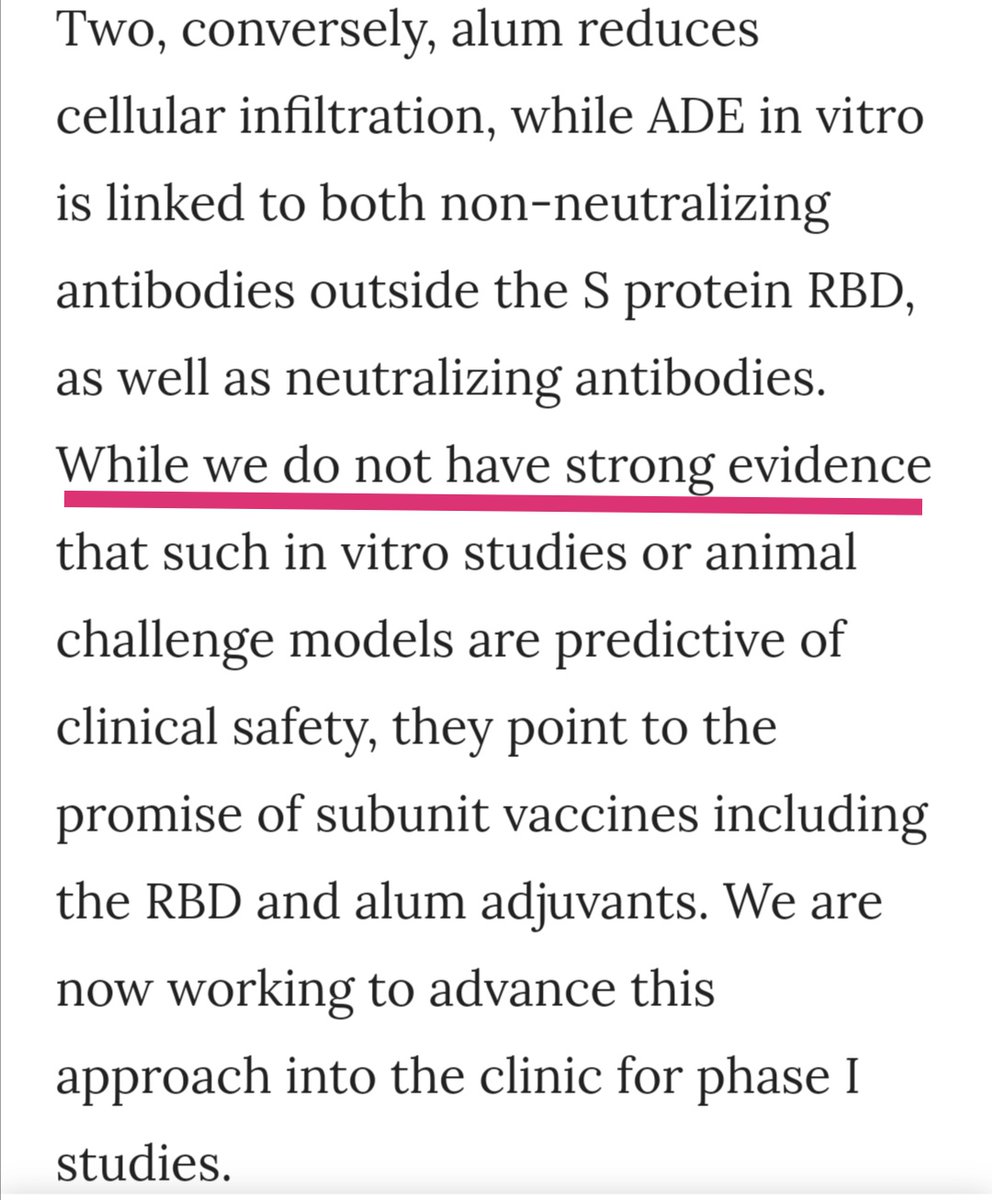 Two, conversely, alum reduces
cellular infiltration, while ADE in vitro
is linked to both non-neutralizing
antibodies outside the S protein RBD,
as well as neutralizing antibodies.
While we do not have strong evidence
that such in vitro studies or animal
challenge models are predictive of
clinical safety, they point to the
promise of subunit vaccines including
the RBD and alum adjuvants. We are
now working to advance this
approach into the clinic for phase I
studies.